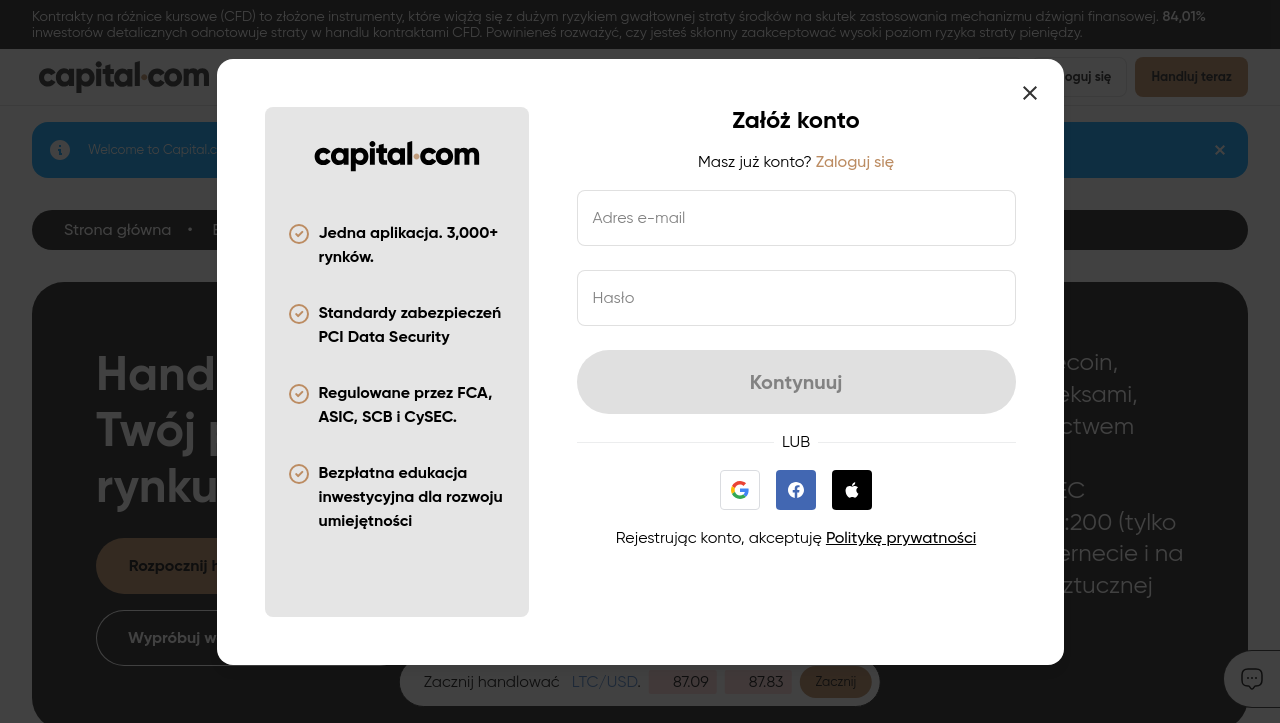 Kontrakty na różnice kursowe (CFD) to złożone instrumenty, które wiążą się z dużym ryzykiem gwałtownej straty środków na skutek zastosowania mechanizmu dźwigni finansowej. 84,01%
inwestorów detalicznych odnotowuje straty w handlu kontraktami CFD. Powinieneś rozważyć, czy jesteś skłonny zaakceptować wysoki poziom ryzyka straty pieniędzy.
capital.com
oguj się
Handluj teraz
Welcome to Capital.c
Strona główna
Hand
Twój p
rynku
Rozpocznij h
Wypróbuj w
capital.com
Jedna aplikacja. 3,000+
rynków.
Standardy zabezpieczeń
PCI Data Security
Regulowane przez FCA,
ASIC, SCB i CySEC.
Bezpłatna edukacja
inwestycyjna dla rozwoju
umiejętności
Załóż konto
Masz już konto? Zaloguj się
Adres e-mail
Hasło
Kontynuuj
LUB
Rejestrując konto, akceptuję Politykę prywatności
ecoin,
eksami,
ctwem
EC
:200 (tylko
ernecie i na
ztucznej
Zacznij handlować LTC/USD. 87.09 87.83 Zacznij